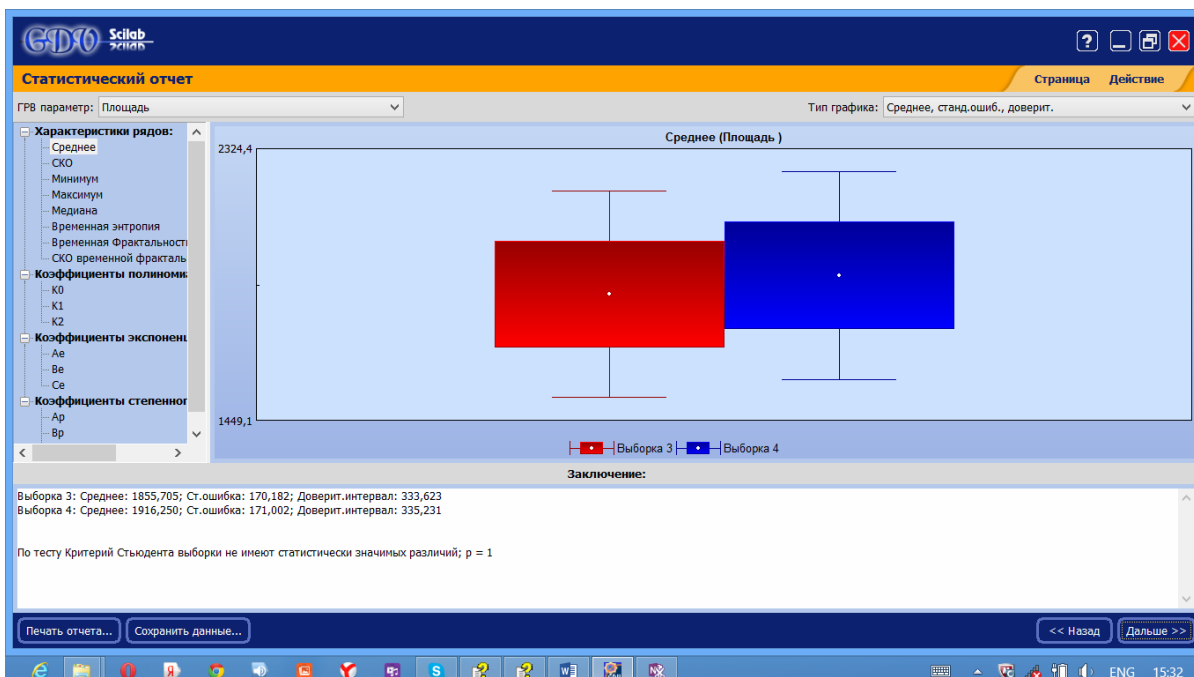 GDV Scilab
Статистический отчет
Страница Действие
ГРВ параметр: Площадь
Тип графика: Среднее, станд.ошиб., доверит.
Характеристики рядов:
Среднее
СКО
Минимум
Максимум
Медиана
Временная энтропия
Временная Фрактальност
СКО временной фракталь
Коэффициенты полиноми
K0
K1
K2
Коэффициенты экспонен
Ae
Be
Ce
Коэффициенты степенног
Ap
Bp
Среднее (Площадь )
2324,4
1449,1
Выборка 3 Выборка 4
Заключение:
Выборка 3: Среднее: 1855,705; Ст.ошибка: 170,182; Доверит.интервал: 333,623
Выборка 4: Среднее: 1916,250; Ст.ошибка: 171,002; Доверит.интервал: 335,231
По тесту Критерий Стьюдента выборки не имеют статистически значимых различий; p = 1
Печать отчета... Сохранить данные... << Назад Дальше >>
ENG 15:32